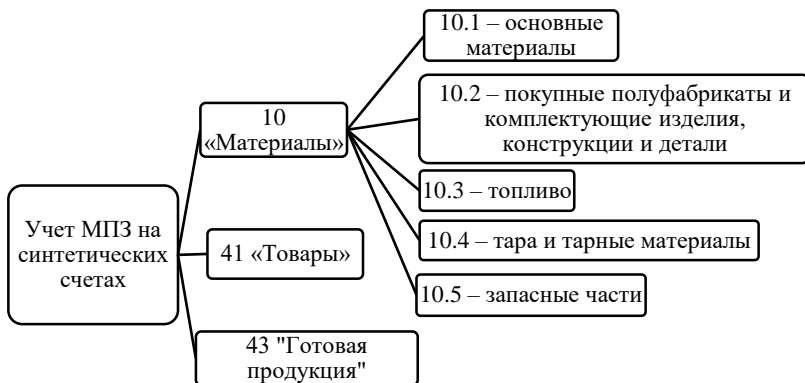 Учет МПЗ на
синтетических
счетах
10
«Материалы»
41 «Товары»
43 "Готовая
продукция"
10.1 – основные
материалы
10.2 – покупные полуфабрикаты и
комплектующие изделия,
конструкции и детали
10.3 – топливо
10.4 – тара и тарные материалы
10.5 – запасные части